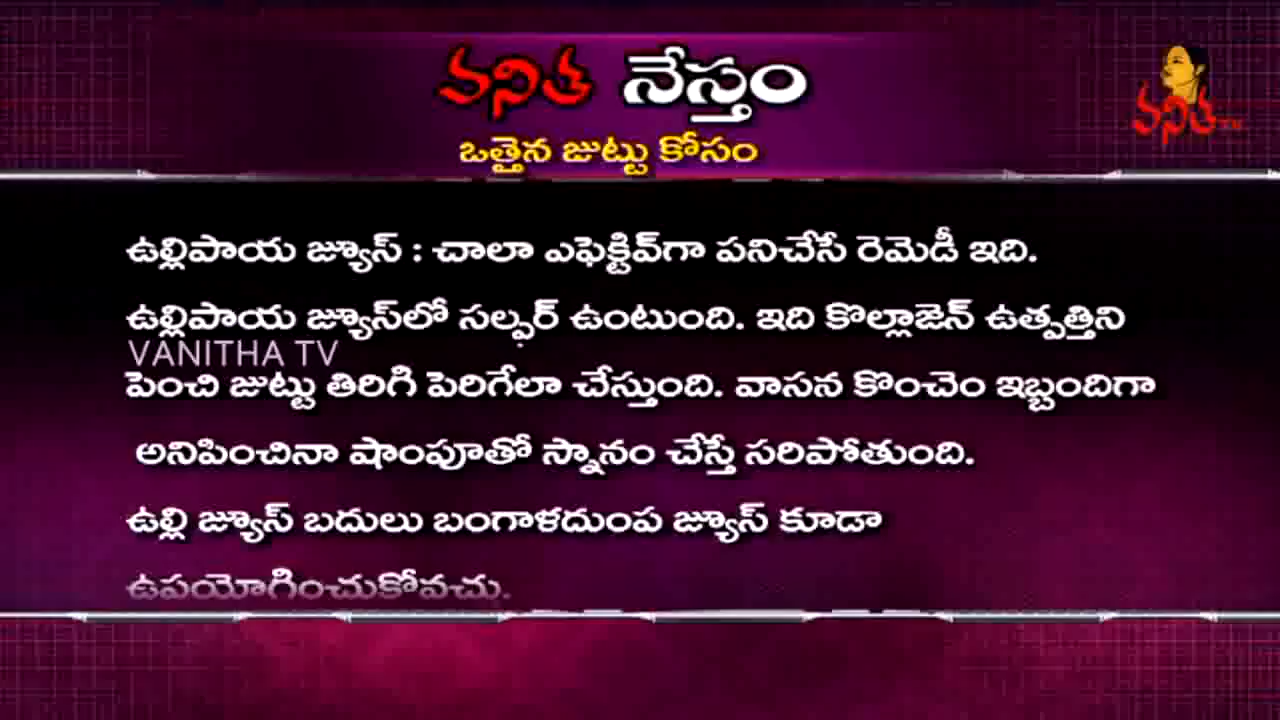 వనిత నేస్తం
వనిత TV
ఒత్తైన జుట్టు కోసం
ఉల్లిపాయ జ్యూస్ : చాలా ఎఫెక్టివ్‌గా పనిచేసే రెమెడీ ఇది.
ఉల్లిపాయ జ్యూస్‌లో సల్ఫర్ ఉంటుంది. ఇది కొల్లాజెన్ ఉత్పత్తిని
VANITHA TV
పెంచి జుట్టు తిరిగి పెరిగేలా చేస్తుంది. వాసన కొంచెం ఇబ్బందిగా
అనిపించినా షాంపూతో స్నానం చేస్తే సరిపోతుంది.
ఉల్లి జ్యూస్ బదులు బంగాళదుంప జ్యూస్ కూడా
ఉపయోగించుకోవచు.